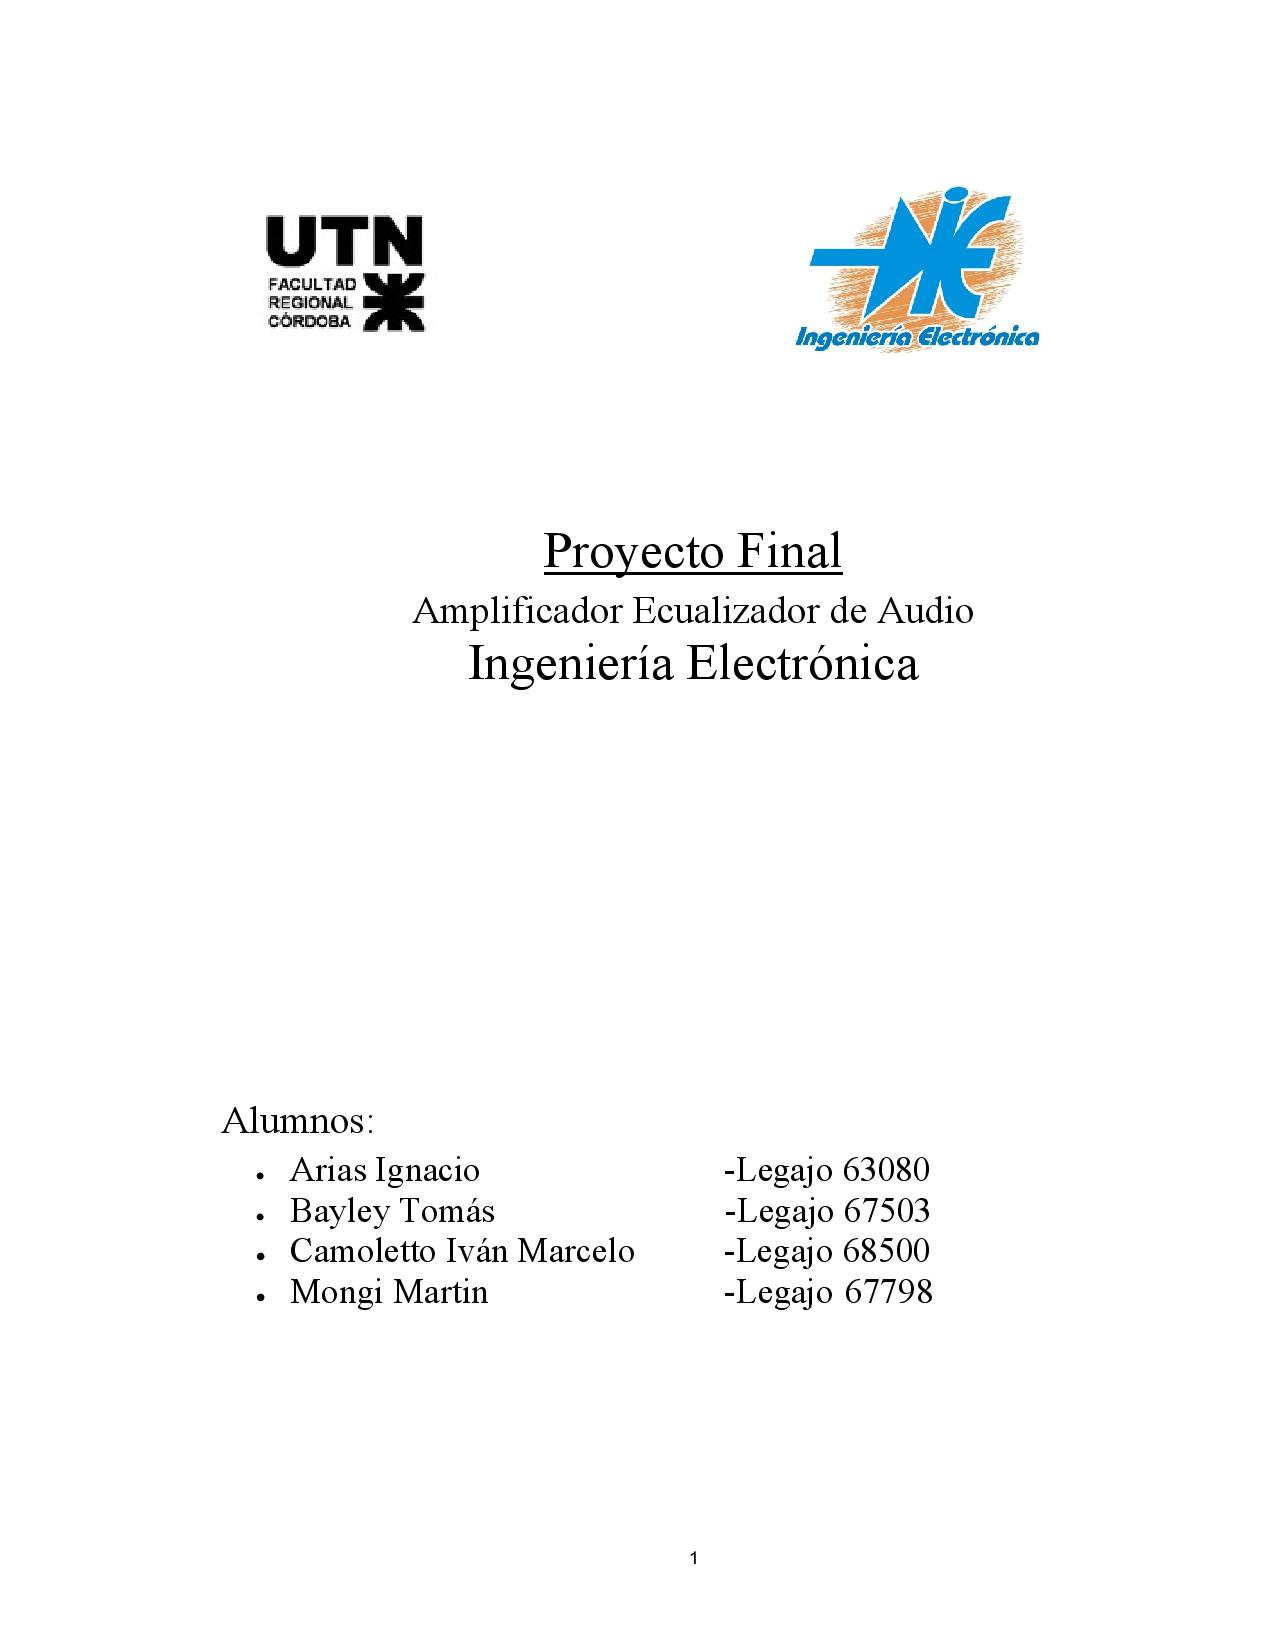 UTN
FACULTAD
REGIONAL
CÓRDOBA
Ingeniería Electrónica
Proyecto Final
Amplificador Ecualizador de Audio
Ingeniería Electrónica
Alumnos:
• Arias Ignacio -Legajo 63080
• Bayley Tomás -Legajo 67503
• Camoletto Iván Marcelo -Legajo 68500
• Mongi Martin -Legajo 67798
1